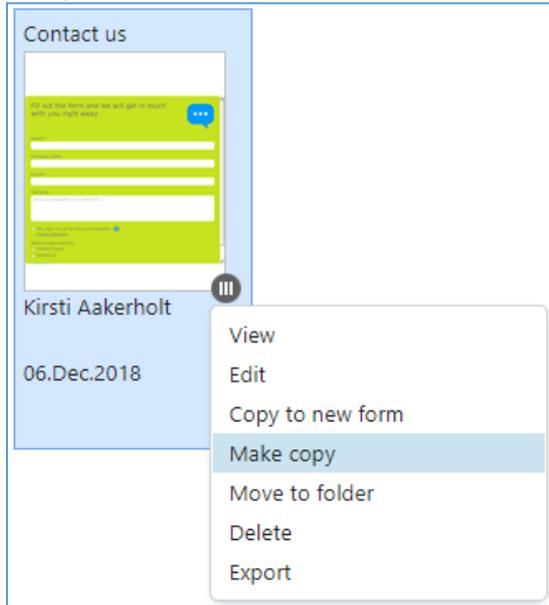 Contact us
Fill out the form and we will get in touch
with you right away
Kirsti Aakerholt
06.Dec.2018
View
Edit
Copy to new form
Make copy
Move to folder
Delete
Export